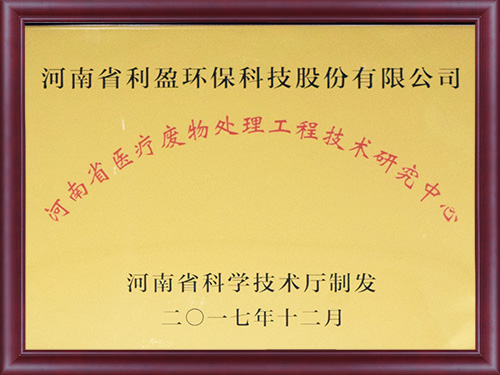 河南省利盈环保科技股份有限公司
河南省医疗废物处理工程技术研究中心
河南省科学技术厅制发
二〇一七年十二月